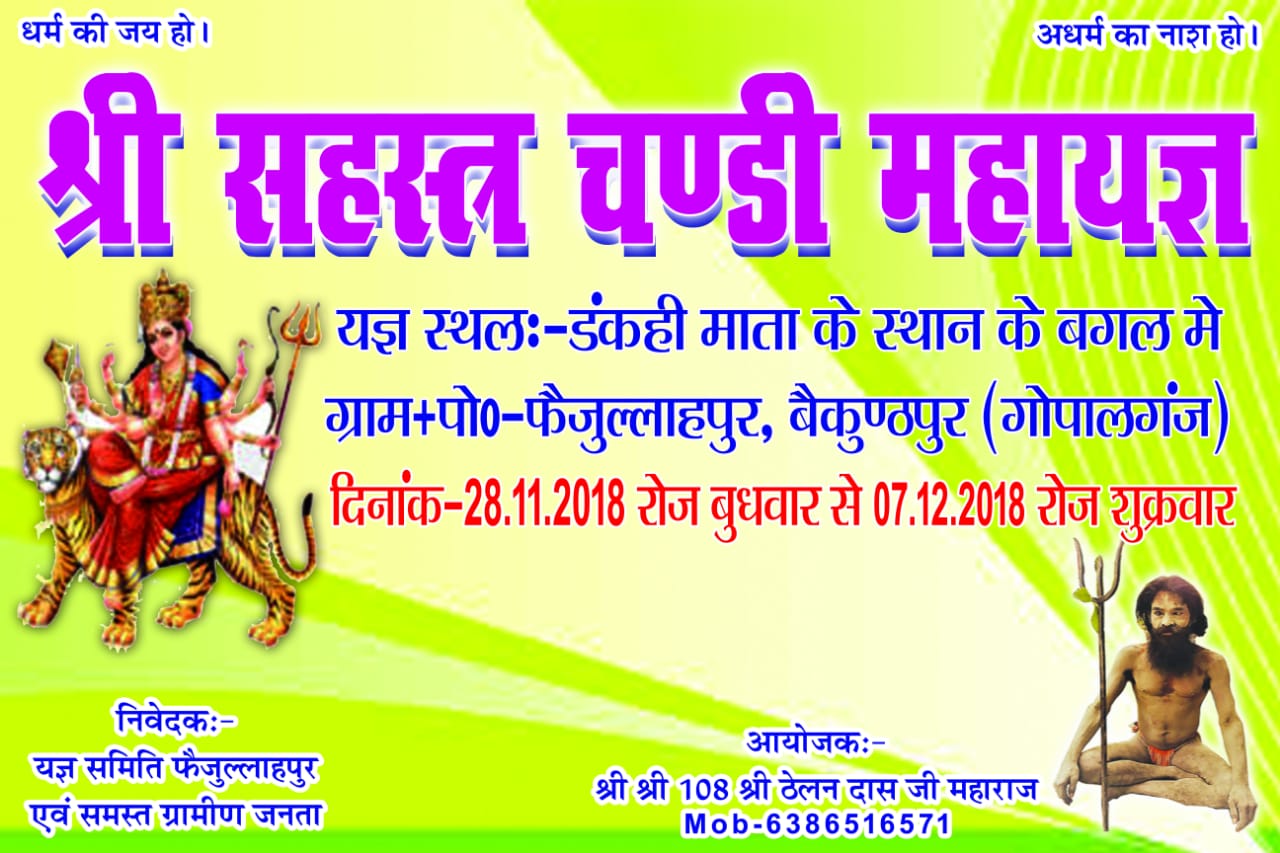 धर्म की जय हो।
अधर्म का नाश हो।
श्री सहस्त्र चण्डी महायज्ञ
यज्ञ स्थलः-डंकही माता के स्थान के बगल मे
ग्राम+पो0-फैजुल्लाहपुर, बैकुण्ठपुर (गोपालगंज)
दिनांक-28.11.2018 रोज बुधवार से 07.12.2018 रोज शुक्रवार
निवेदकः-
यज्ञ समिति फैजुल्लाहपुर
एवं समस्त ग्रामीण जनता
आयोजकः-
श्री श्री 108 श्री ठेलन दास जी महाराज
Mob-6386516571